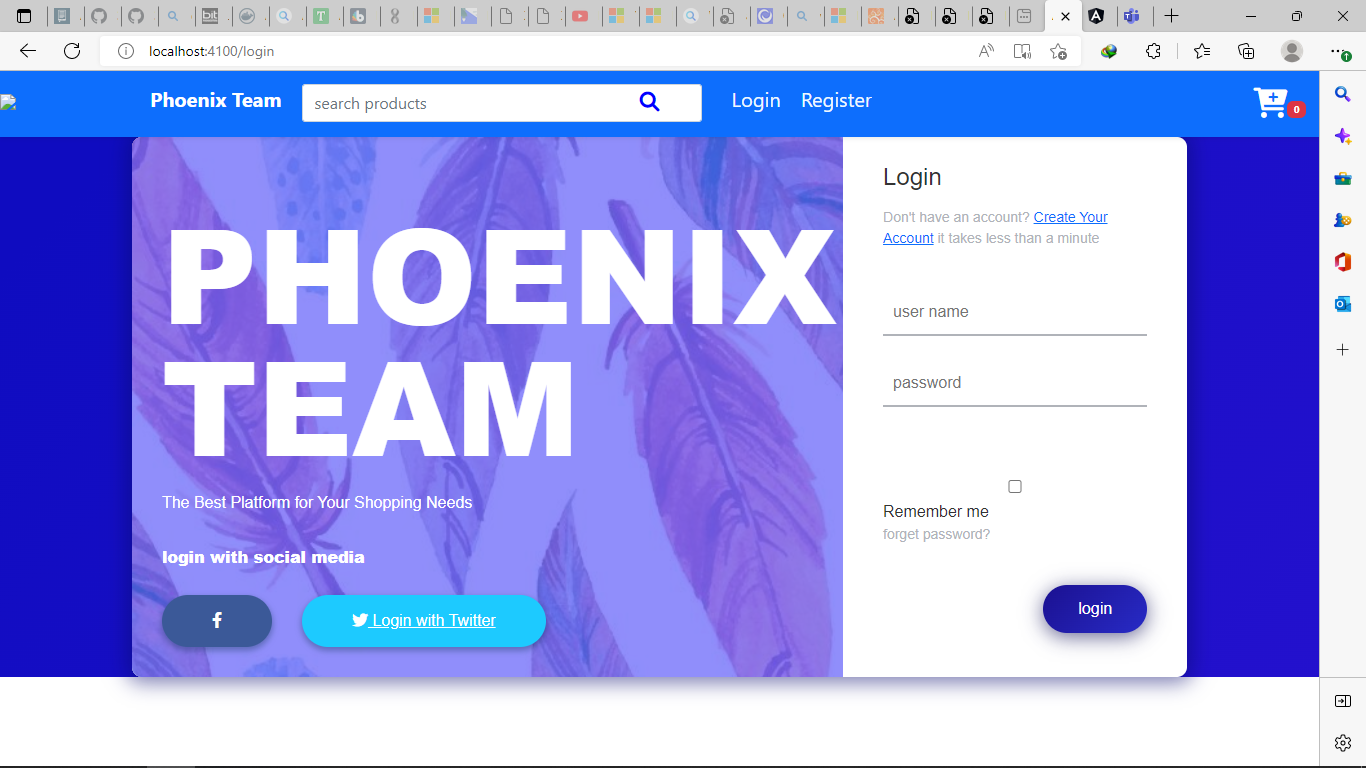 localhost:4100/login
Phoenix Team
search products
Login
Register
0
PHOENIX
TEAM
The Best Platform for Your Shopping Needs
login with social media
Login with Twitter
Login
Don't have an account? Create Your
Account it takes less than a minute
user name
password
Remember me
forget password?
login